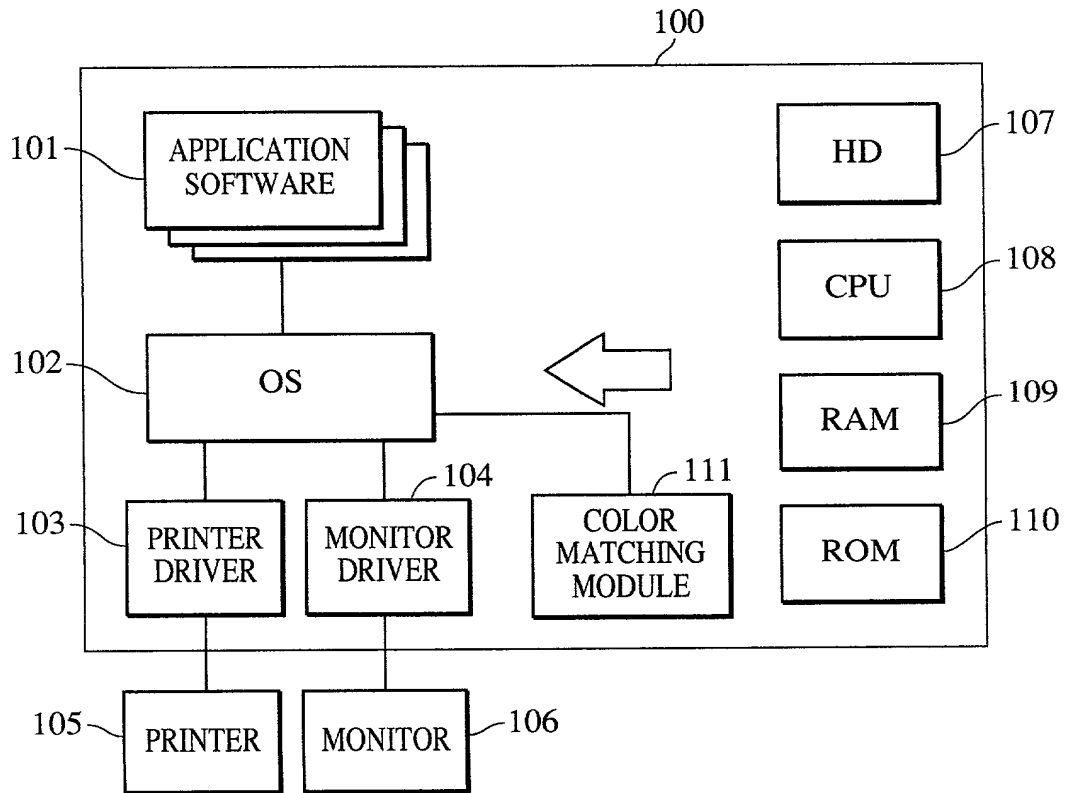 100
101
APPLICATION
SOFTWARE
HD
107
CPU
108
102
OS
RAM
109
103
PRINTER
DRIVER
104
MONITOR
DRIVER
111
COLOR
MATCHING
MODULE
ROM
110
105
PRINTER
MONITOR
106